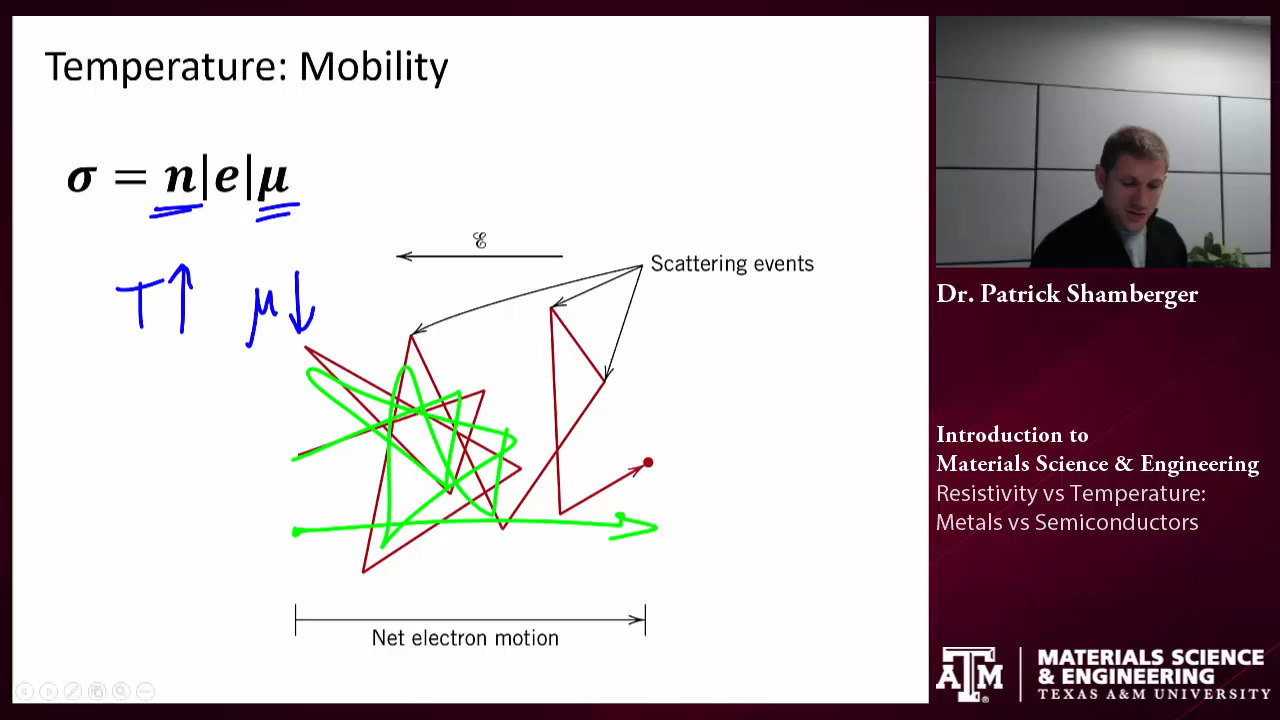 Temperature: Mobility
σ = n|e|μ
T↑ μ↓
ℰ
Scattering events
Net electron motion
Dr. Patrick Shamberger
Introduction to
Materials Science & Engineering
Resistivity vs Temperature:
Metals vs Semiconductors
ATM
MATERIALS SCIENCE
& ENGINEERING
TEXAS A&M UNIVERSITY